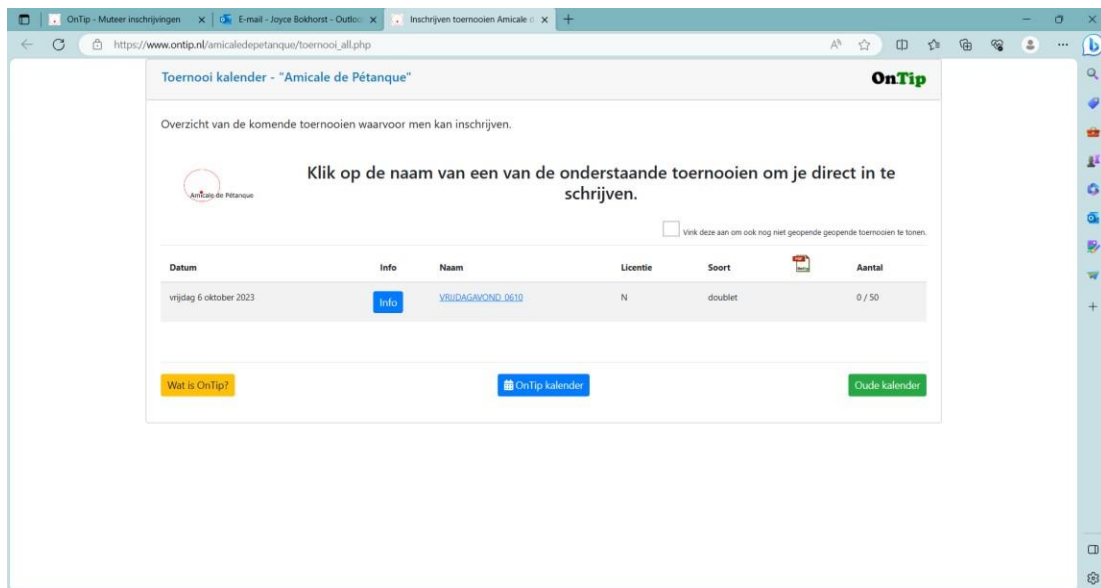 OnTip - Muteer inschrijvingen
E-mail - Joyce Bokhorst - Outloo
Inschrijven toernooien Amicale d
https://www.ontip.nl/amicaledepetanque/toernooi_all.php
Toernooi kalender - "Amicale de Pétanque"
OnTip
Overzicht van de komende toernooien waarvoor men kan inschrijven.
Amicale de Pétanque
Klik op de naam van een van de onderstaande toernooien om je direct in te
schrijven.
Vink deze aan om ook nog niet geopende geopende toernooien te tonen.
Datum Info Naam Licentie Soort Aantal
vrijdag 6 oktober 2023 Info VRIJDAGAVOND_0610 N doublet 0 / 50
Wat is OnTip? OnTip kalender Oude kalender